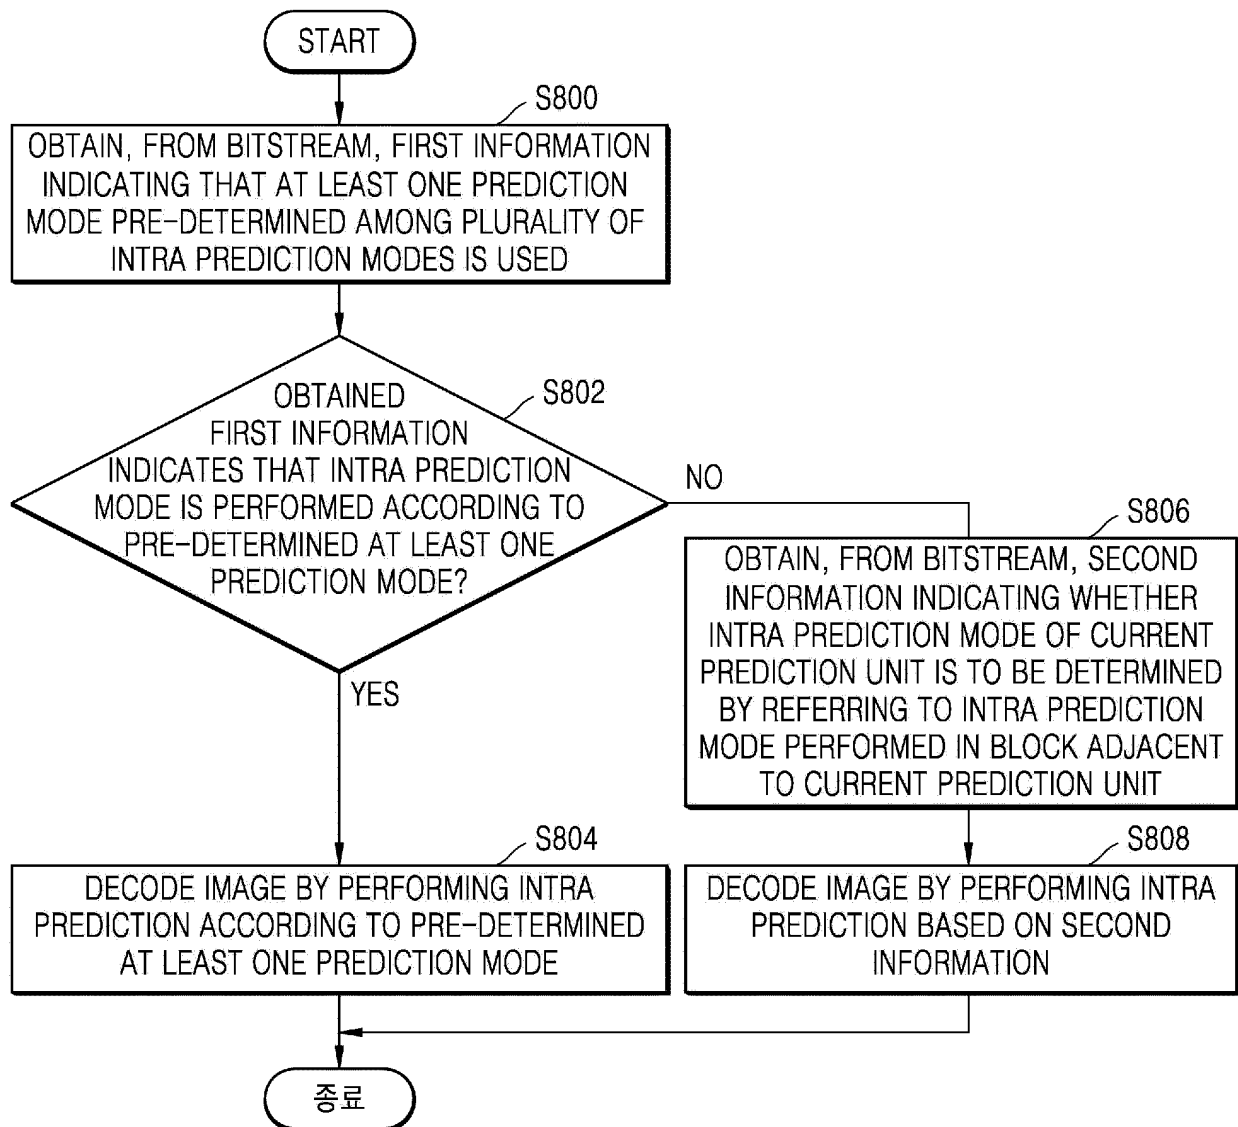 START
S800
OBTAIN, FROM BITSTREAM, FIRST INFORMATION
INDICATING THAT AT LEAST ONE PREDICTION
MODE PRE-DETERMINED AMONG PLURALITY OF
INTRA PREDICTION MODES IS USED
S802
OBTAINED
FIRST INFORMATION
INDICATES THAT INTRA PREDICTION
MODE IS PERFORMED ACCORDING TO
PRE-DETERMINED AT LEAST ONE
PREDICTION MODE?
NO
YES
S806
OBTAIN, FROM BITSTREAM, SECOND
INFORMATION INDICATING WHETHER
INTRA PREDICTION MODE OF CURRENT
PREDICTION UNIT IS TO BE DETERMINED
BY REFERRING TO INTRA PREDICTION
MODE PERFORMED IN BLOCK ADJACENT
TO CURRENT PREDICTION UNIT
S804
DECODE IMAGE BY PERFORMING INTRA
PREDICTION ACCORDING TO PRE-DETERMINED
AT LEAST ONE PREDICTION MODE
S808
DECODE IMAGE BY PERFORMING INTRA
PREDICTION BASED ON SECOND
INFORMATION
종료